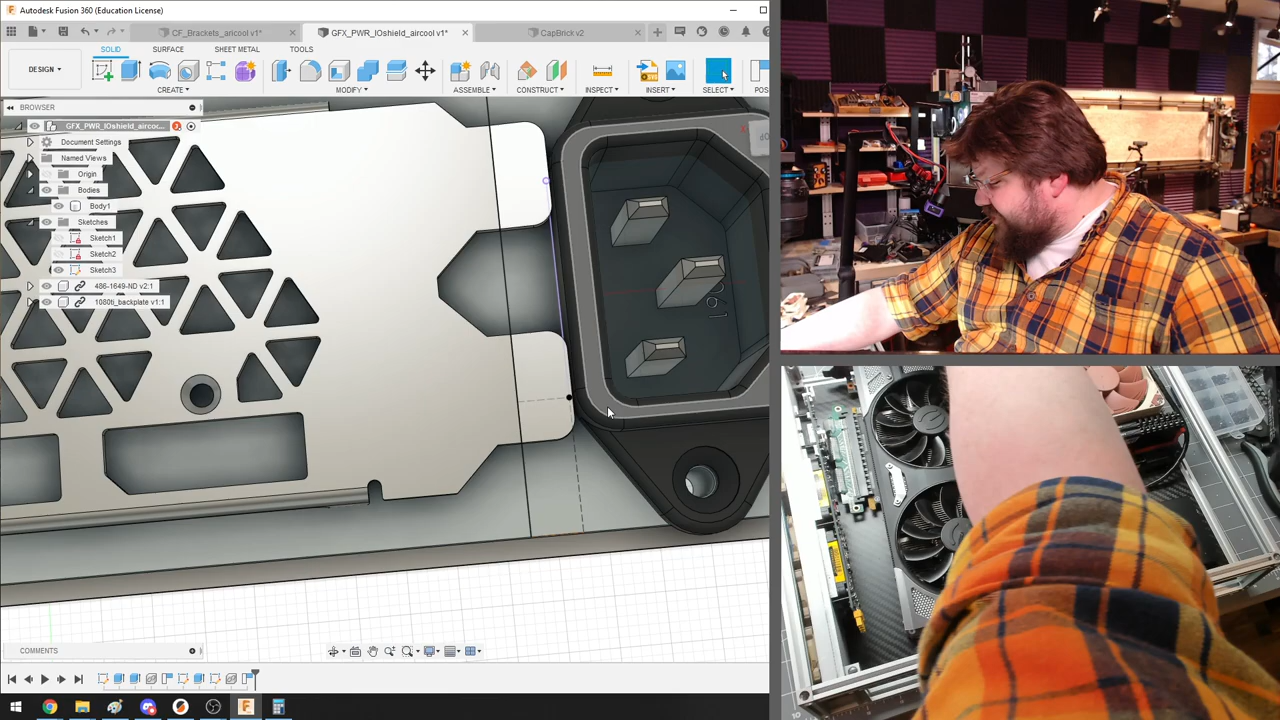 Autodesk Fusion 360 (Education License)
CF_Brackets_aircool v1*
GFX_PWR_IOshield_aircool v1*
CapBrick v2
SOLID
SURFACE
SHEET METAL
TOOLS
DESIGN
CREATE
MODIFY
ASSEMBLE
CONSTRUCT
INSPECT
INSERT
SELECT
POS
BROWSER
GFX_PWR_IOshield_aircoo...
Document Settings
Named Views
Origin
Bodies
Body1
Sketches
Sketch1
Sketch2
Sketch3
486-1649-ND v2:1
1080ti_backplate v1:1
COMMENTS